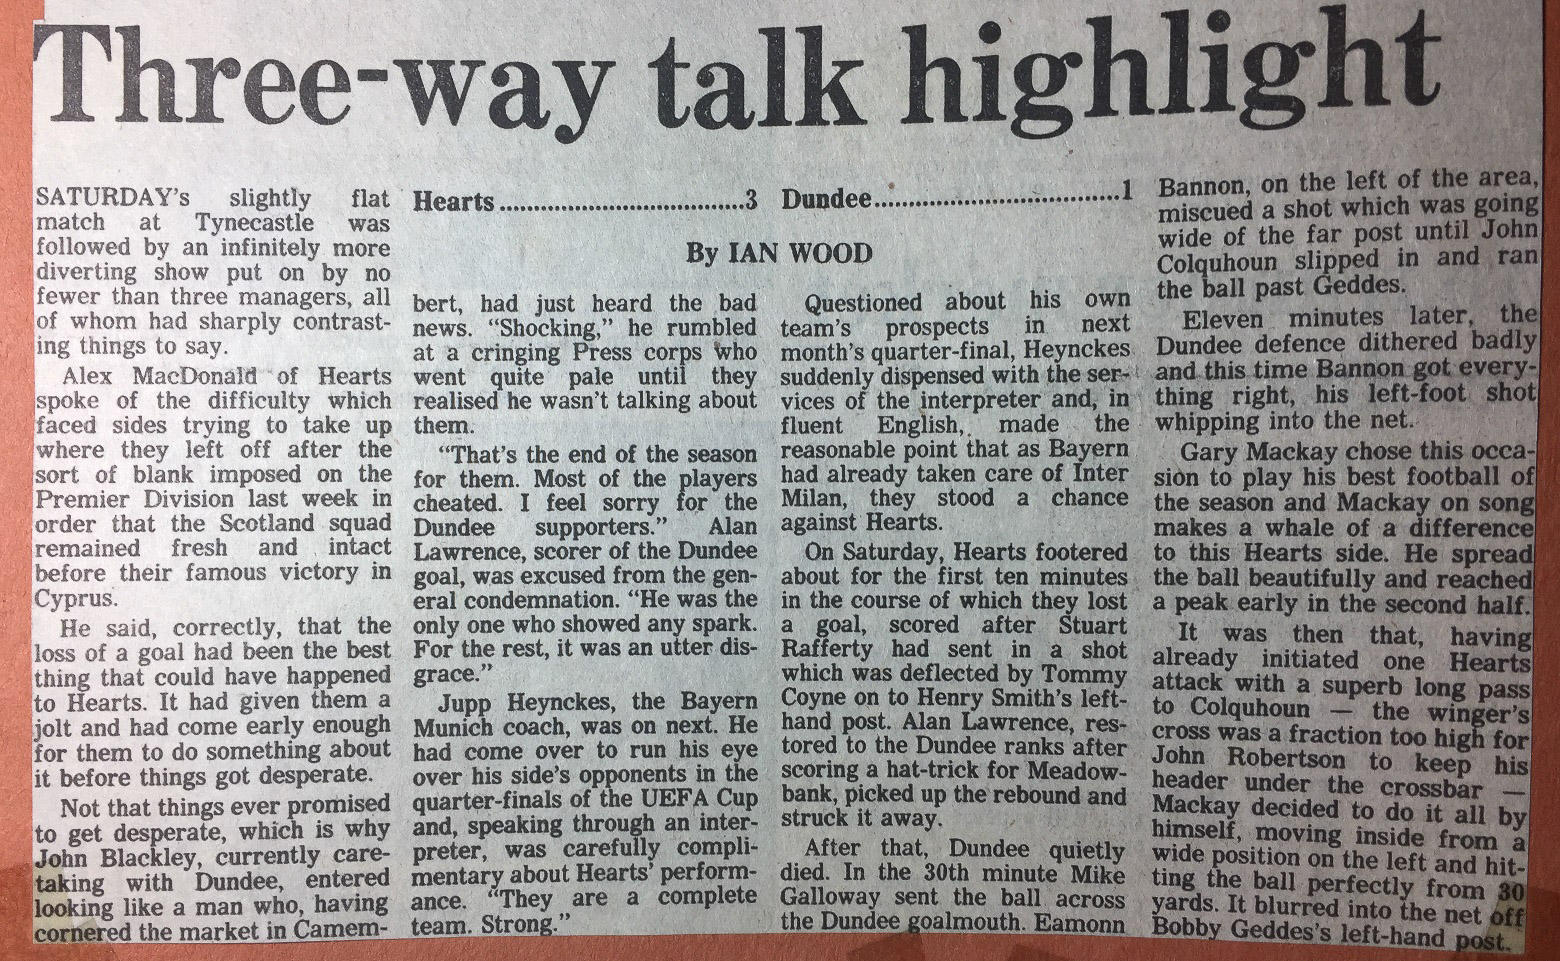 Three-way talk highlight
SATURDAY's slightly flat
match at Tynecastle was
followed by an infinitely more
diverting show put on by no
fewer than three managers, all
of whom had sharply contrast-
ing things to say.
Alex MacDonald of Hearts
spoke of the difficulty which
faced sides trying to take up
where they left off after the
sort of blank imposed on the
Premier Division last week in
order that the Scotland squad
remained fresh and intact
before their famous victory in
Cyprus.
He said, correctly, that the
loss of a goal had been the best
thing that could have happened
to Hearts. It had given them a
jolt and had come early enough
for them to do something about
it before things got desperate.
Not that things ever promised
to get desperate, which is why
John Blackley, currently care-
taking with Dundee, entered
looking like a man who, having
cornered the market in Camem-
Hearts....................................3 Dundee....................................1
By IAN WOOD
bert, had just heard the bad
news. “Shocking,” he rumbled
at a cringing Press corps who
went quite pale until they
realised he wasn't talking about
them.
“That's the end of the season
for them. Most of the players
cheated. I feel sorry for the
Dundee supporters.” Alan
Lawrence, scorer of the Dundee
goal, was excused from the gen-
eral condemnation. “He was the
only one who showed any spark.
For the rest, it was an utter dis-
grace.”
Jupp Heynckes, the Bayern
Munich coach, was on next. He
had come over to run his eye
over his side's opponents in the
quarter-finals of the UEFA Cup
and, speaking through an inter-
preter, was carefully compli-
mentary about Hearts' perform-
ance. “They are a complete
team. Strong.”
Questioned about his own
team's prospects in next
month's quarter-final, Heynckes
suddenly dispensed with the ser-
vices of the interpreter and, in
fluent English, made the
reasonable point that as Bayern
had already taken care of Inter
Milan, they stood a chance
against Hearts.
On Saturday, Hearts footered
about for the first ten minutes
in the course of which they lost
a goal, scored after Stuart
Rafferty had sent in a shot
which was deflected by Tommy
Coyne on to Henry Smith's left-
hand post. Alan Lawrence, res-
tored to the Dundee ranks after
scoring a hat-trick for Meadow-
bank, picked up the rebound and
struck it away.
After that, Dundee quietly
died. In the 30th minute Mike
Galloway sent the ball across
the Dundee goalmouth. Eamonn
Bannon, on the left of the area,
miscued a shot which was going
wide of the far post until John
Colquhoun slipped in and ran
the ball past Geddes.
Eleven minutes later, the
Dundee defence dithered badly
and this time Bannon got every-
thing right, his left-foot shot
whipping into the net.
Gary Mackay chose this occa-
sion to play his best football of
the season and Mackay on song
makes a whale of a difference
to this Hearts side. He spread
the ball beautifully and reached
a peak early in the second half.
It was then that, having
already initiated one Hearts
attack with a superb long pass
to Colquhoun — the winger's
cross was a fraction too high for
John Robertson to keep his
header under the crossbar —
Mackay decided to do it all by
himself, moving inside from a
wide position on the left and hit-
ting the ball perfectly from 30
yards. It blurred into the net off
Bobby Geddes's left-hand post.